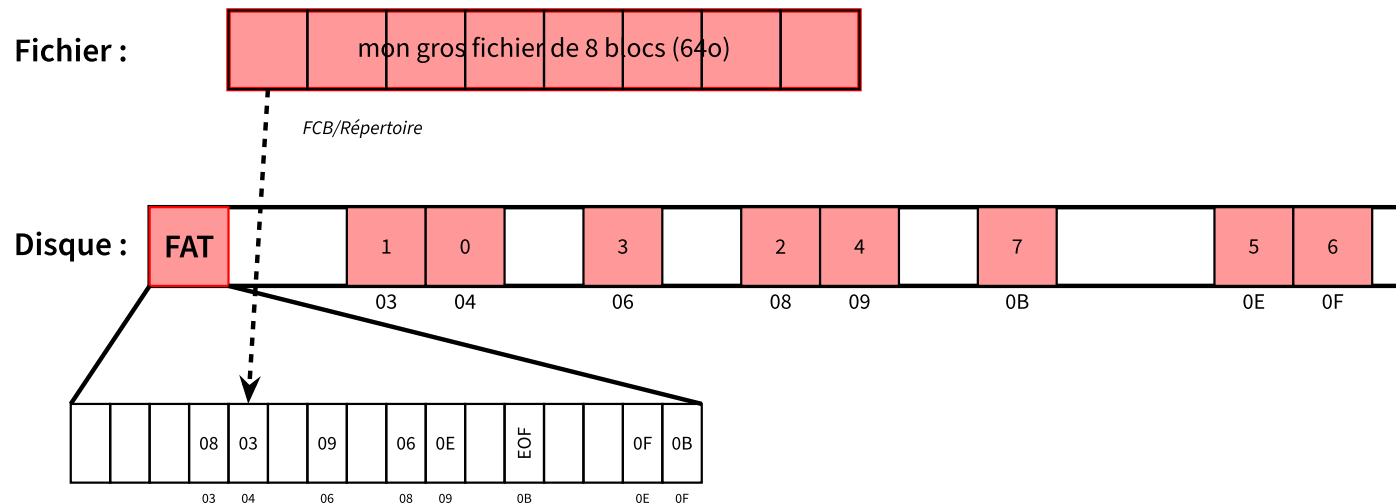 Fichier :
mon gros fichier de 8 blocs (64o)
FCB/Répertoire
Disque :
FAT
1 0 3 2 4 7 5 6
03 04 06 08 09 0B 0E 0F
08 03 09 06 0E EOF 0F 0B
03 04 06 08 09 0B 0E 0F